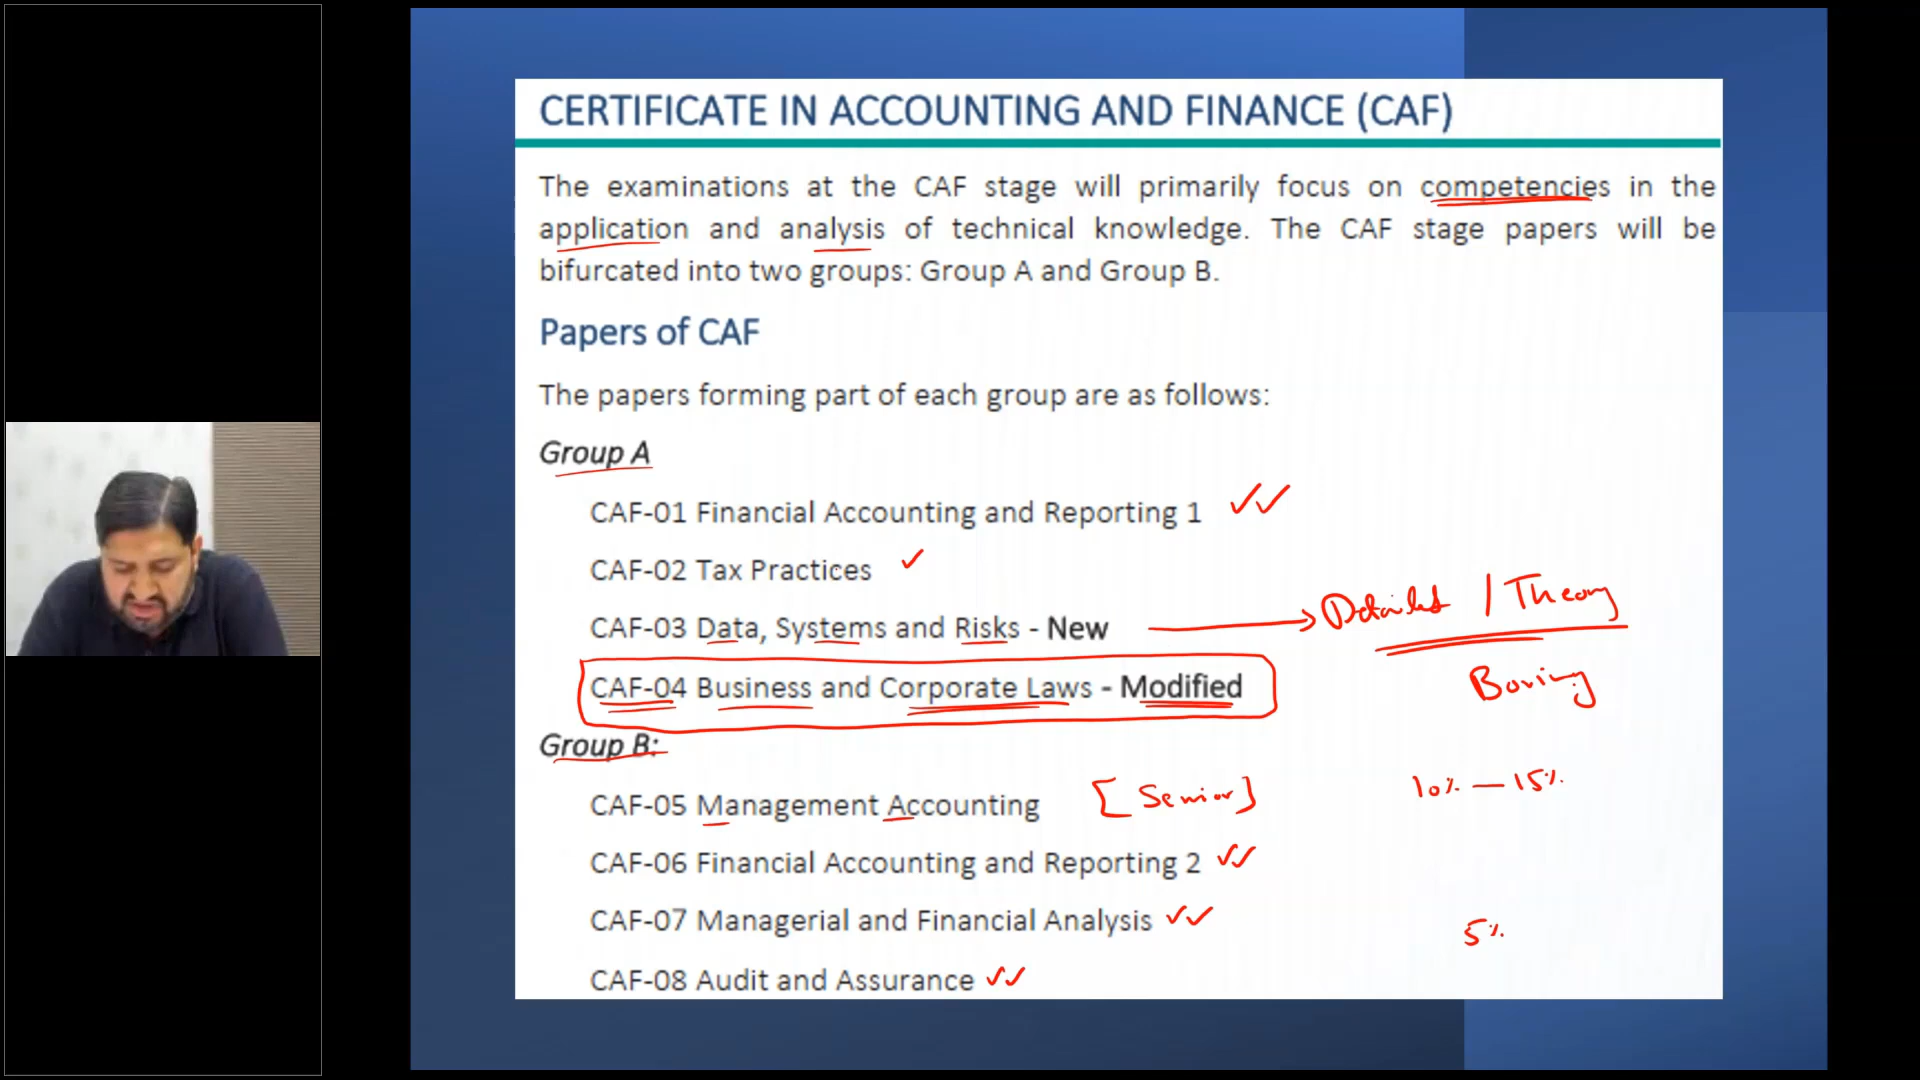 CERTIFICATE IN ACCOUNTING AND FINANCE (CAF)
The examinations at the CAF stage will primarily focus on competencies in the
application and analysis of technical knowledge. The CAF stage papers will be
bifurcated into two groups: Group A and Group B.
Papers of CAF
The papers forming part of each group are as follows:
Group A
CAF-01 Financial Accounting and Reporting 1
CAF-02 Tax Practices
CAF-03 Data, Systems and Risks - New
Detailed / Theory
CAF-04 Business and Corporate Laws - Modified
Boring
Group B:
CAF-05 Management Accounting
[Senior]
10% — 15%
CAF-06 Financial Accounting and Reporting 2
CAF-07 Managerial and Financial Analysis
5%
CAF-08 Audit and Assurance